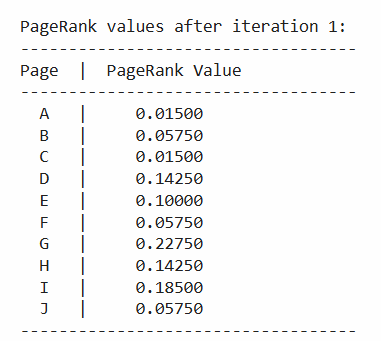 PageRank values after iteration 1:
-----------------------------------
Page | PageRank Value
-----------------------------------
A | 0.01500
B | 0.05750
C | 0.01500
D | 0.14250
E | 0.10000
F | 0.05750
G | 0.22750
H | 0.14250
I | 0.18500
J | 0.05750
-----------------------------------